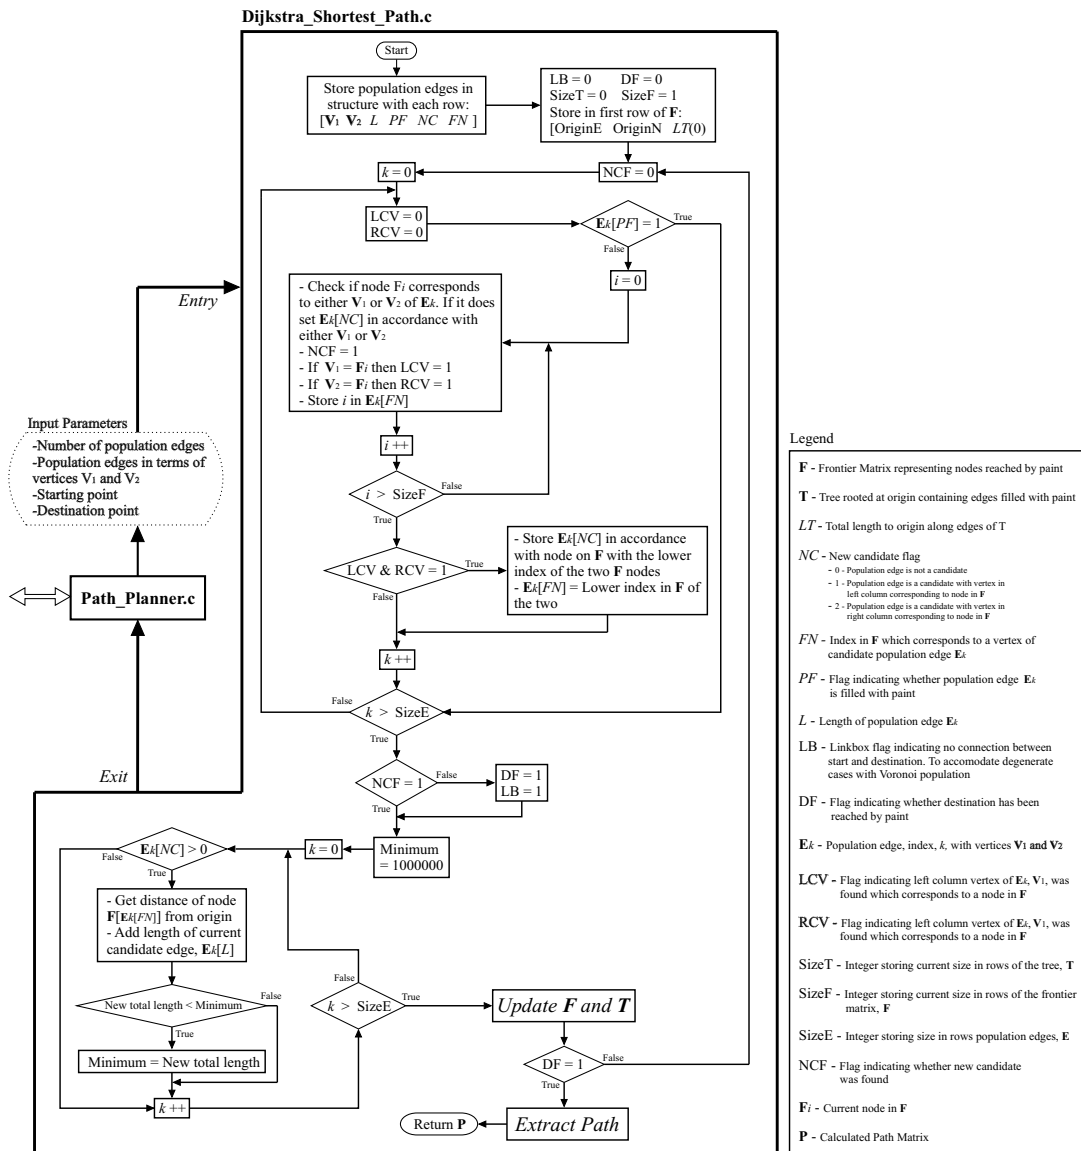 Dijkstra_Shortest_Path.c
Start
Store population edges in
structure with each row:
[V1 V2 L PF NC FN ]
LB = 0 DF = 0
SizeT = 0 SizeF = 1
Store in first row of F:
[OriginE OriginN LT(0)
k = 0
NCF = 0
LCV = 0
RCV = 0
Ek[PF] = 1
True
False
i = 0
- Check if node Fi corresponds
to either V1 or V2 of Ek. If it does
set Ek[NC] in accordance with
either V1 or V2
- NCF = 1
- If V1 = Fi then LCV = 1
- If V2 = Fi then RCV = 1
- Store i in Ek[FN]
Entry
Input Parameters
-Number of population edges
-Population edges in terms of
vertices V1 and V2
-Starting point
-Destination point
i ++
i > SizeF
False
True
LCV & RCV = 1
True
False
- Store Ek[NC] in accordance
with node on F with the lower
index of the two F nodes
- Ek[FN] = Lower index in F of
the two
Path_Planner.c
k ++
k > SizeE
False
True
Exit
NCF = 1
False
True
DF = 1
LB = 1
Minimum
= 1000000
k = 0
Ek[NC] > 0
False
True
- Get distance of node
F[Ek[FN]] from origin
- Add length of current
candidate edge, Ek[L]
New total length < Minimum
False
True
Minimum = New total length
k ++
k > SizeE
False
True
Update F and T
DF = 1
False
True
Extract Path
Return P
Legend
F - Frontier Matrix representing nodes reached by paint
T - Tree rooted at origin containing edges filled with paint
LT - Total length to origin along edges of T
NC - New candidate flag
- 0 - Population edge is not a candidate
- 1 - Population edge is a candidate with vertex in
left column corresponding to node in F
- 2 - Population edge is a candidate with vertex in
right column corresponding to node in F
FN - Index in F which corresponds to a vertex of
candidate population edge Ek
PF - Flag indicating whether population edge Ek
is filled with paint
L - Length of population edge Ek
LB - Linkbox flag indicating no connection between
start and destination. To accomodate degenerate
cases with Voronoi population
DF - Flag indicating whether destination has been
reached by paint
Ek - Population edge, index, k, with vertices V1 and V2
LCV - Flag indicating left column vertex of Ek, V1, was
found which corresponds to a node in F
RCV - Flag indicating left column vertex of Ek, V1, was
found which corresponds to a node in F
SizeT - Integer storing current size in rows of the tree, T
SizeF - Integer storing current size in rows of the frontier
matrix, F
SizeE - Integer storing size in rows population edges, E
NCF - Flag indicating whether new candidate
was found
Fi - Current node in F
P - Calculated Path Matrix